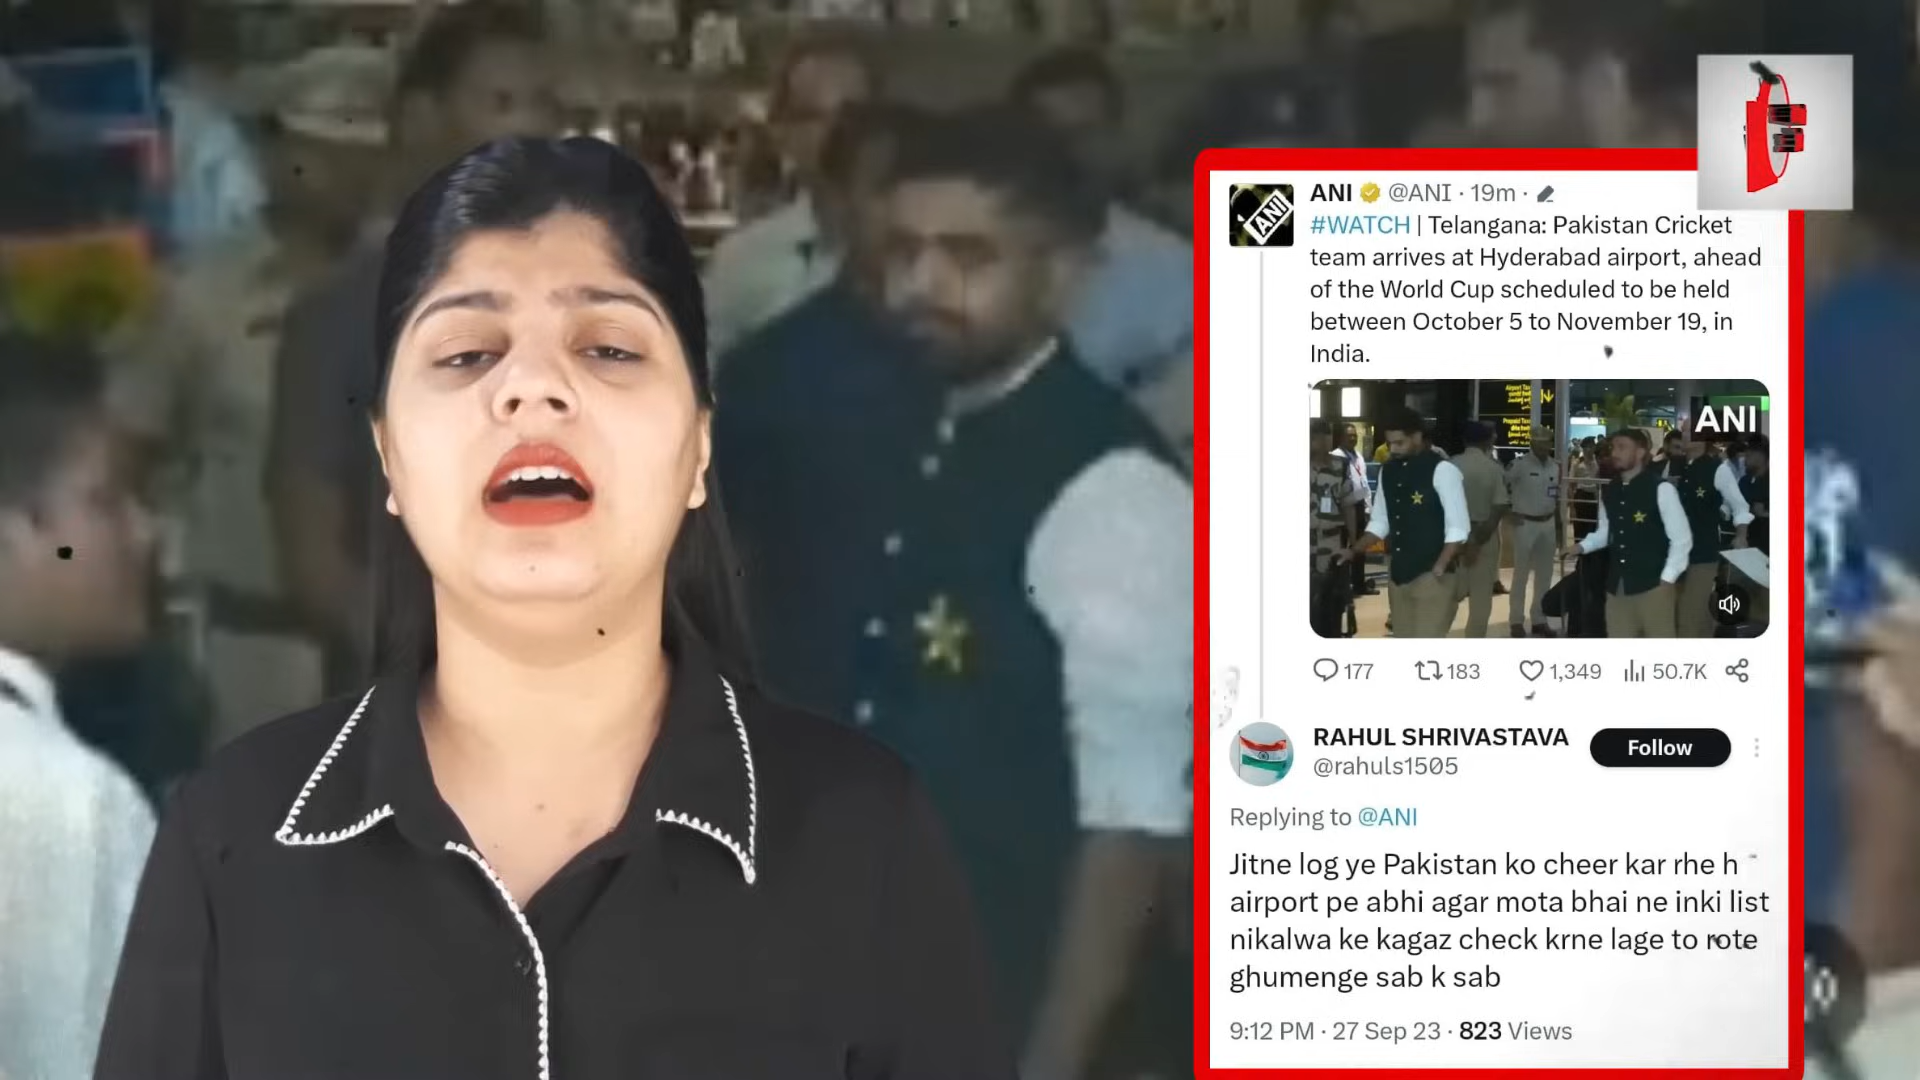 ANI @ANI · 19m ·
#WATCH | Telangana: Pakistan Cricket
team arrives at Hyderabad airport, ahead
of the World Cup scheduled to be held
between October 5 to November 19, in
India.
ANI
ANI
177 183 1,349 50.7K
RAHUL SHRIVASTAVA
@rahuls1505
Follow
Replying to @ANI
Jitne log ye Pakistan ko cheer kar rhe h
airport pe abhi agar mota bhai ne inki list
nikalwa ke kagaz check krne lage to rote
ghumenge sab k sab
9:12 PM · 27 Sep 23 · 823 Views